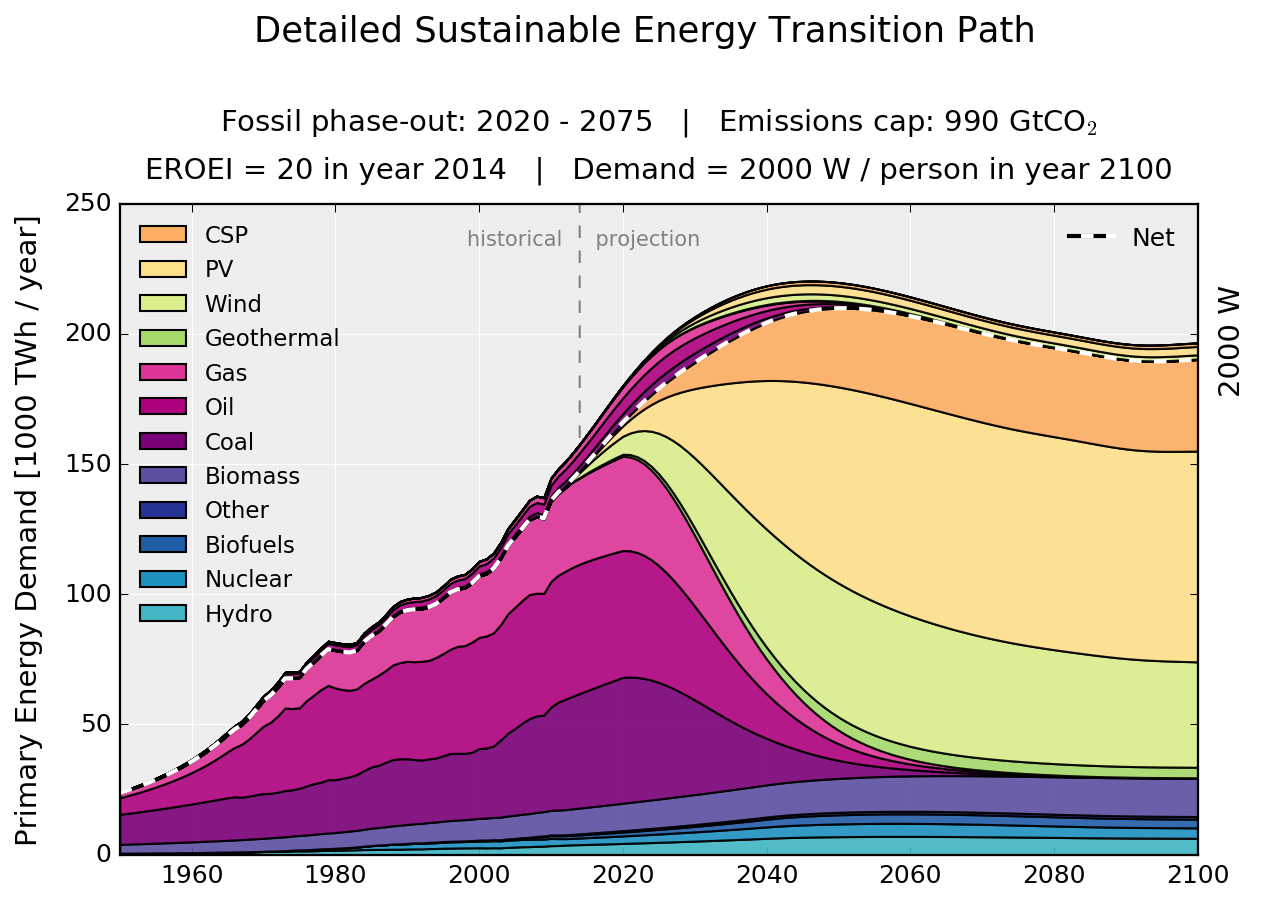 Detailed Sustainable Energy Transition Path
Fossil phase-out: 2020 - 2075 | Emissions cap: 990 GtCO₂
EROEI = 20 in year 2014 | Demand = 2000 W / person in year 2100
Primary Energy Demand [1000 TWh / year]
250
200
150
100
50
0
CSP
PV
Wind
Geothermal
Gas
Oil
Coal
Biomass
Other
Biofuels
Nuclear
Hydro
historical
projection
Net
2000 W
1960 1980 2000 2020 2040 2060 2080 2100